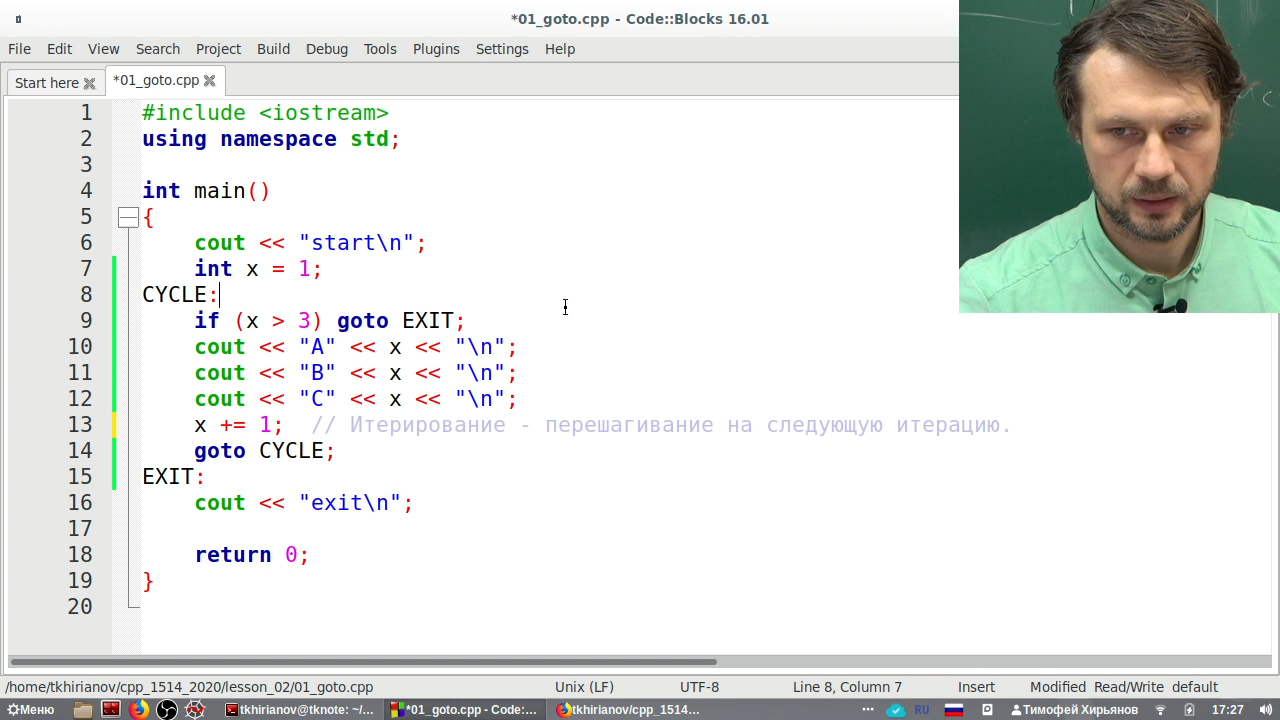 *01_goto.cpp - Code::Blocks 16.01
File Edit View Search Project Build Debug Tools Plugins Settings Help
Start here *01_goto.cpp
1 #include <iostream>
2 using namespace std;
3
4 int main()
5 {
6 cout << "start\n";
7 int x = 1;
8 CYCLE:
9 if (x > 3) goto EXIT;
10 cout << "A" << x << "\n";
11 cout << "B" << x << "\n";
12 cout << "C" << x << "\n";
13 x += 1; // Итерирование - перешагивание на следующую итерацию.
14 goto CYCLE;
15 EXIT:
16 cout << "exit\n";
17
18 return 0;
19 }
20
/home/tkhirianov/cpp_1514_2020/lesson_02/01_goto.cpp Unix (LF) UTF-8 Line 8, Column 7 Insert Modified Read/Write default
Меню tkhirianov@tknote: ~/... *01_goto.cpp - Code:... tkhirianov/cpp_1514... RU Тимофей Хирьянов 17:27